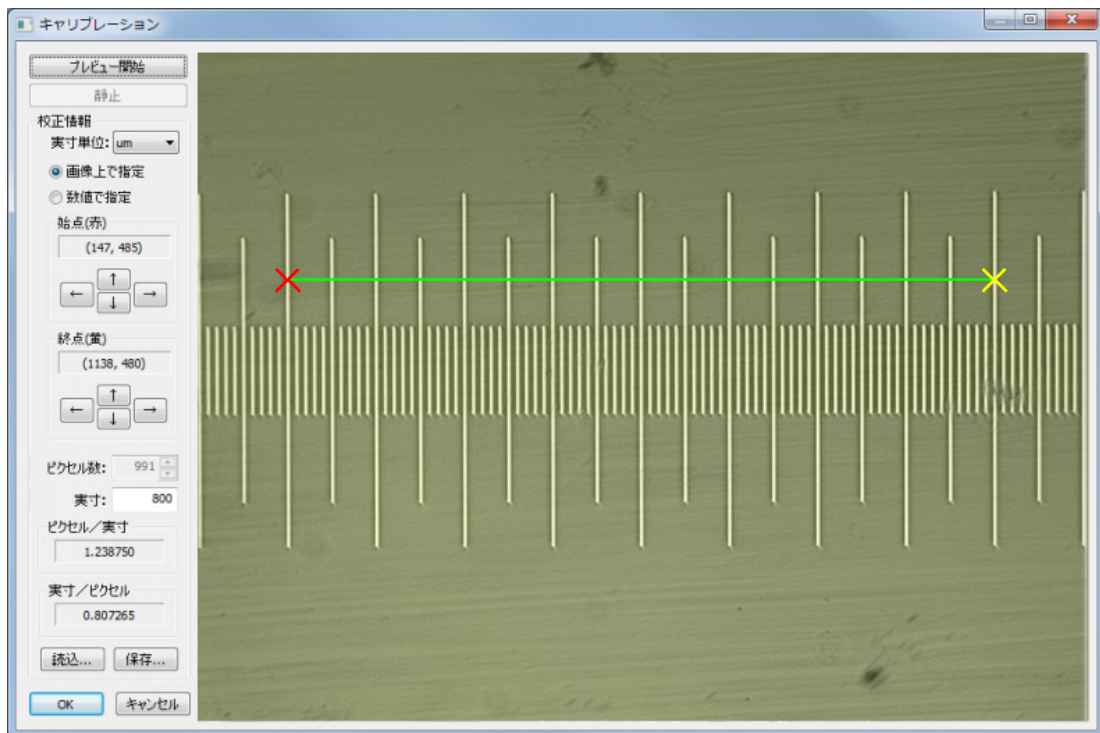 キャリブレーション
プレビュー開始
静止
校正情報
実寸単位: um
画像上で指定
数値で指定
始点(赤)
(147, 485)
↑
← →
↓
終点(黄)
(1138, 480)
↑
← →
↓
ピクセル数: 991
実寸: 800
ピクセル/実寸
1.238750
実寸/ピクセル
0.807265
読込... 保存...
OK キャンセル